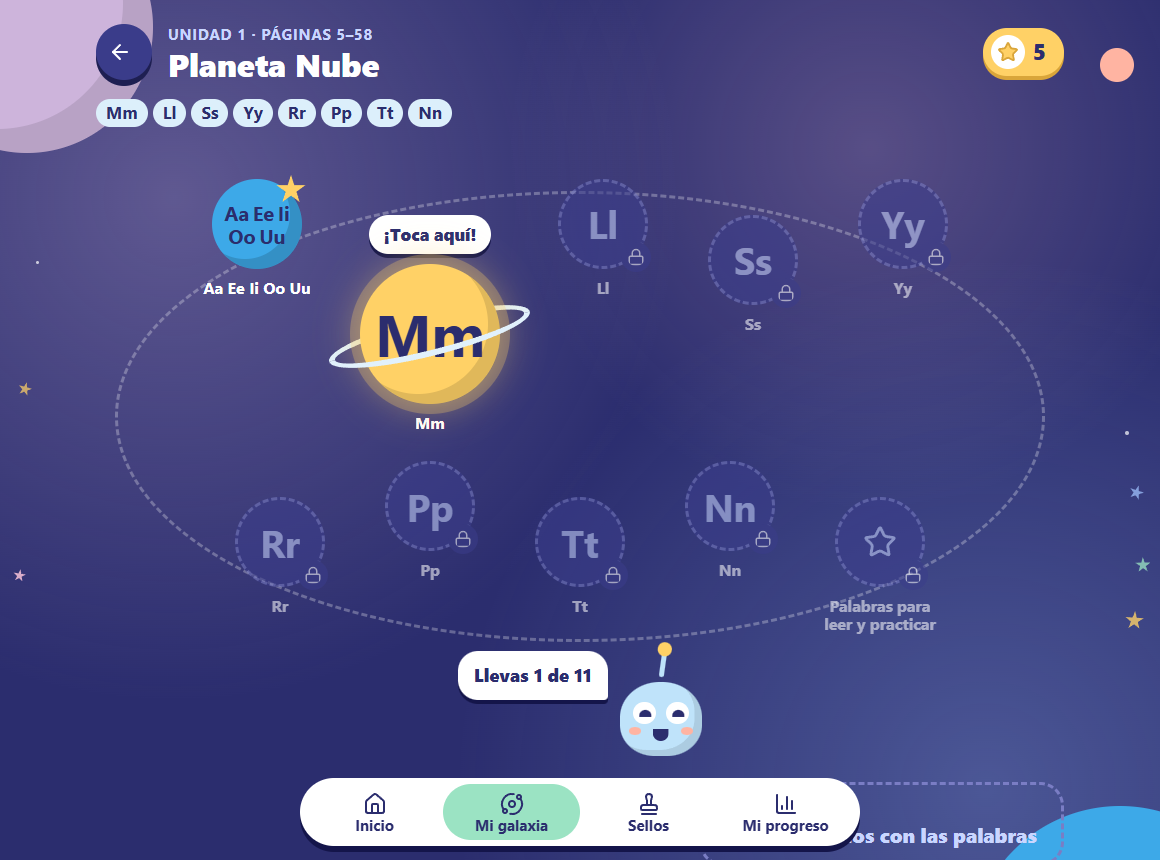 UNIDAD 1 · PÁGINAS 5–58
Planeta Nube
5
Mm Ll Ss Yy Rr Pp Tt Nn
Aa Ee Ii
Oo Uu
Aa Ee Ii Oo Uu
¡Toca aquí!
Mm
Mm
Ll
Ll
Ss
Ss
Yy
Yy
Rr
Rr
Pp
Pp
Tt
Tt
Nn
Nn
Palabras para
leer y practicar
Llevas 1 de 11
Inicio
Mi galaxia
Sellos
Mi progreso
con las palabras